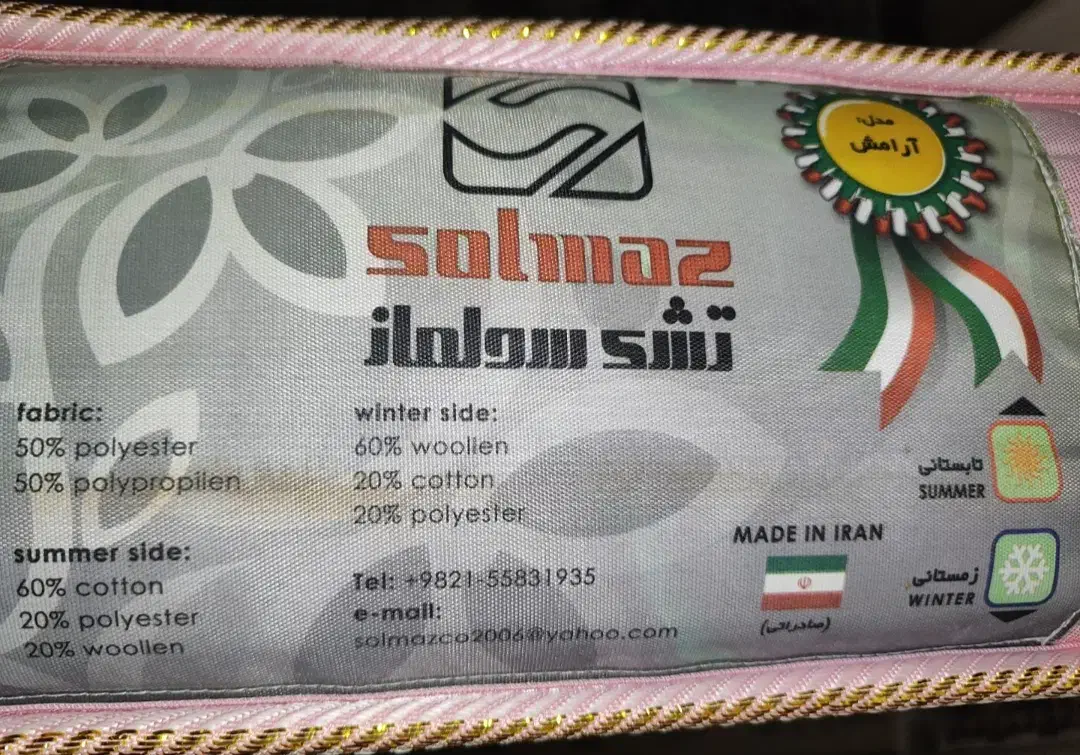 مدل:
آرامش
solmaz
تشک سولماز
fabric:
50% polyester
50% polypropilen
summer side:
60% cotton
20% polyester
20% woollen
winter side:
60% woollen
20% cotton
20% polyester
Tel: +9821-55831935
e-mail:
solmazco2006@yahoo.com
MADE IN IRAN
(صادراتی)
تابستانی
SUMMER
زمستانی
WINTER